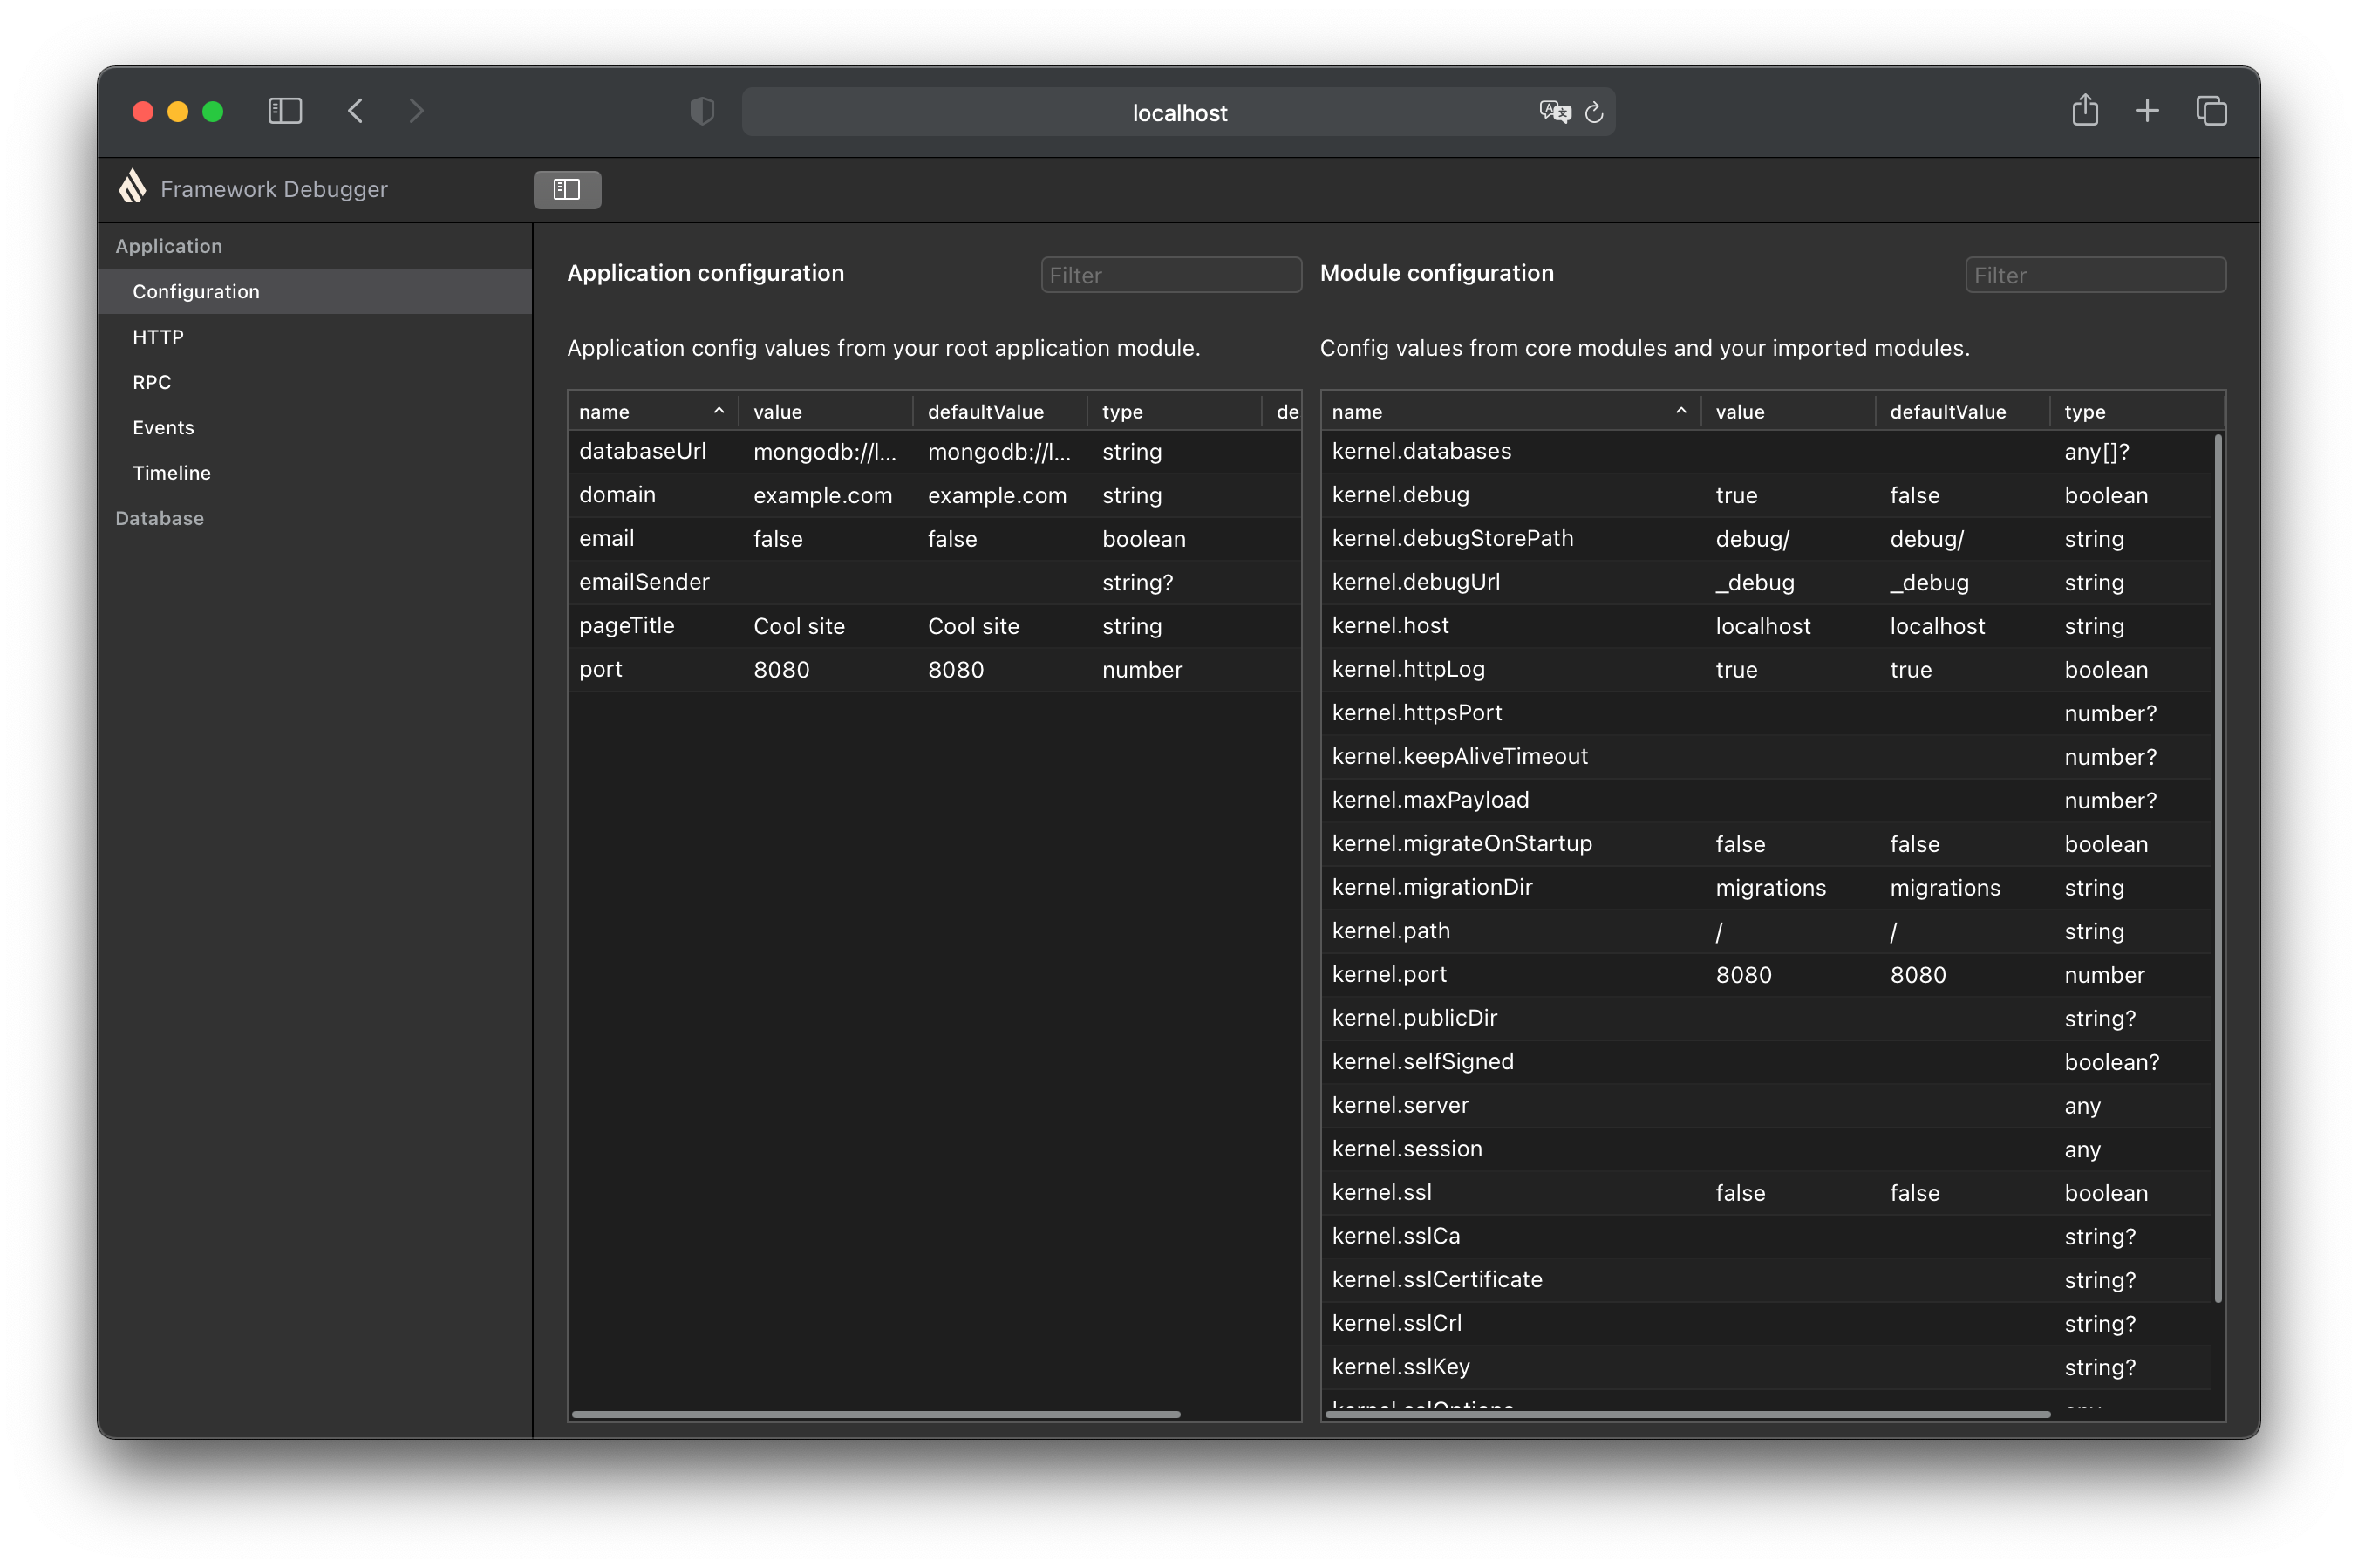 localhost
Framework Debugger
Application
Configuration
HTTP
RPC
Events
Timeline
Database
Application configuration
Filter
Application config values from your root application module.
name value defaultValue type de
databaseUrl mongodb://l... mongodb://l... string
domain example.com example.com string
email false false boolean
emailSender string?
pageTitle Cool site Cool site string
port 8080 8080 number
Module configuration
Filter
Config values from core modules and your imported modules.
name value defaultValue type
kernel.databases any[]?
kernel.debug true false boolean
kernel.debugStorePath debug/ debug/ string
kernel.debugUrl _debug _debug string
kernel.host localhost localhost string
kernel.httpLog true true boolean
kernel.httpsPort number?
kernel.keepAliveTimeout number?
kernel.maxPayload number?
kernel.migrateOnStartup false false boolean
kernel.migrationDir migrations migrations string
kernel.path / / string
kernel.port 8080 8080 number
kernel.publicDir string?
kernel.selfSigned boolean?
kernel.server any
kernel.session any
kernel.ssl false false boolean
kernel.sslCa string?
kernel.sslCertificate string?
kernel.sslCrl string?
kernel.sslKey string?